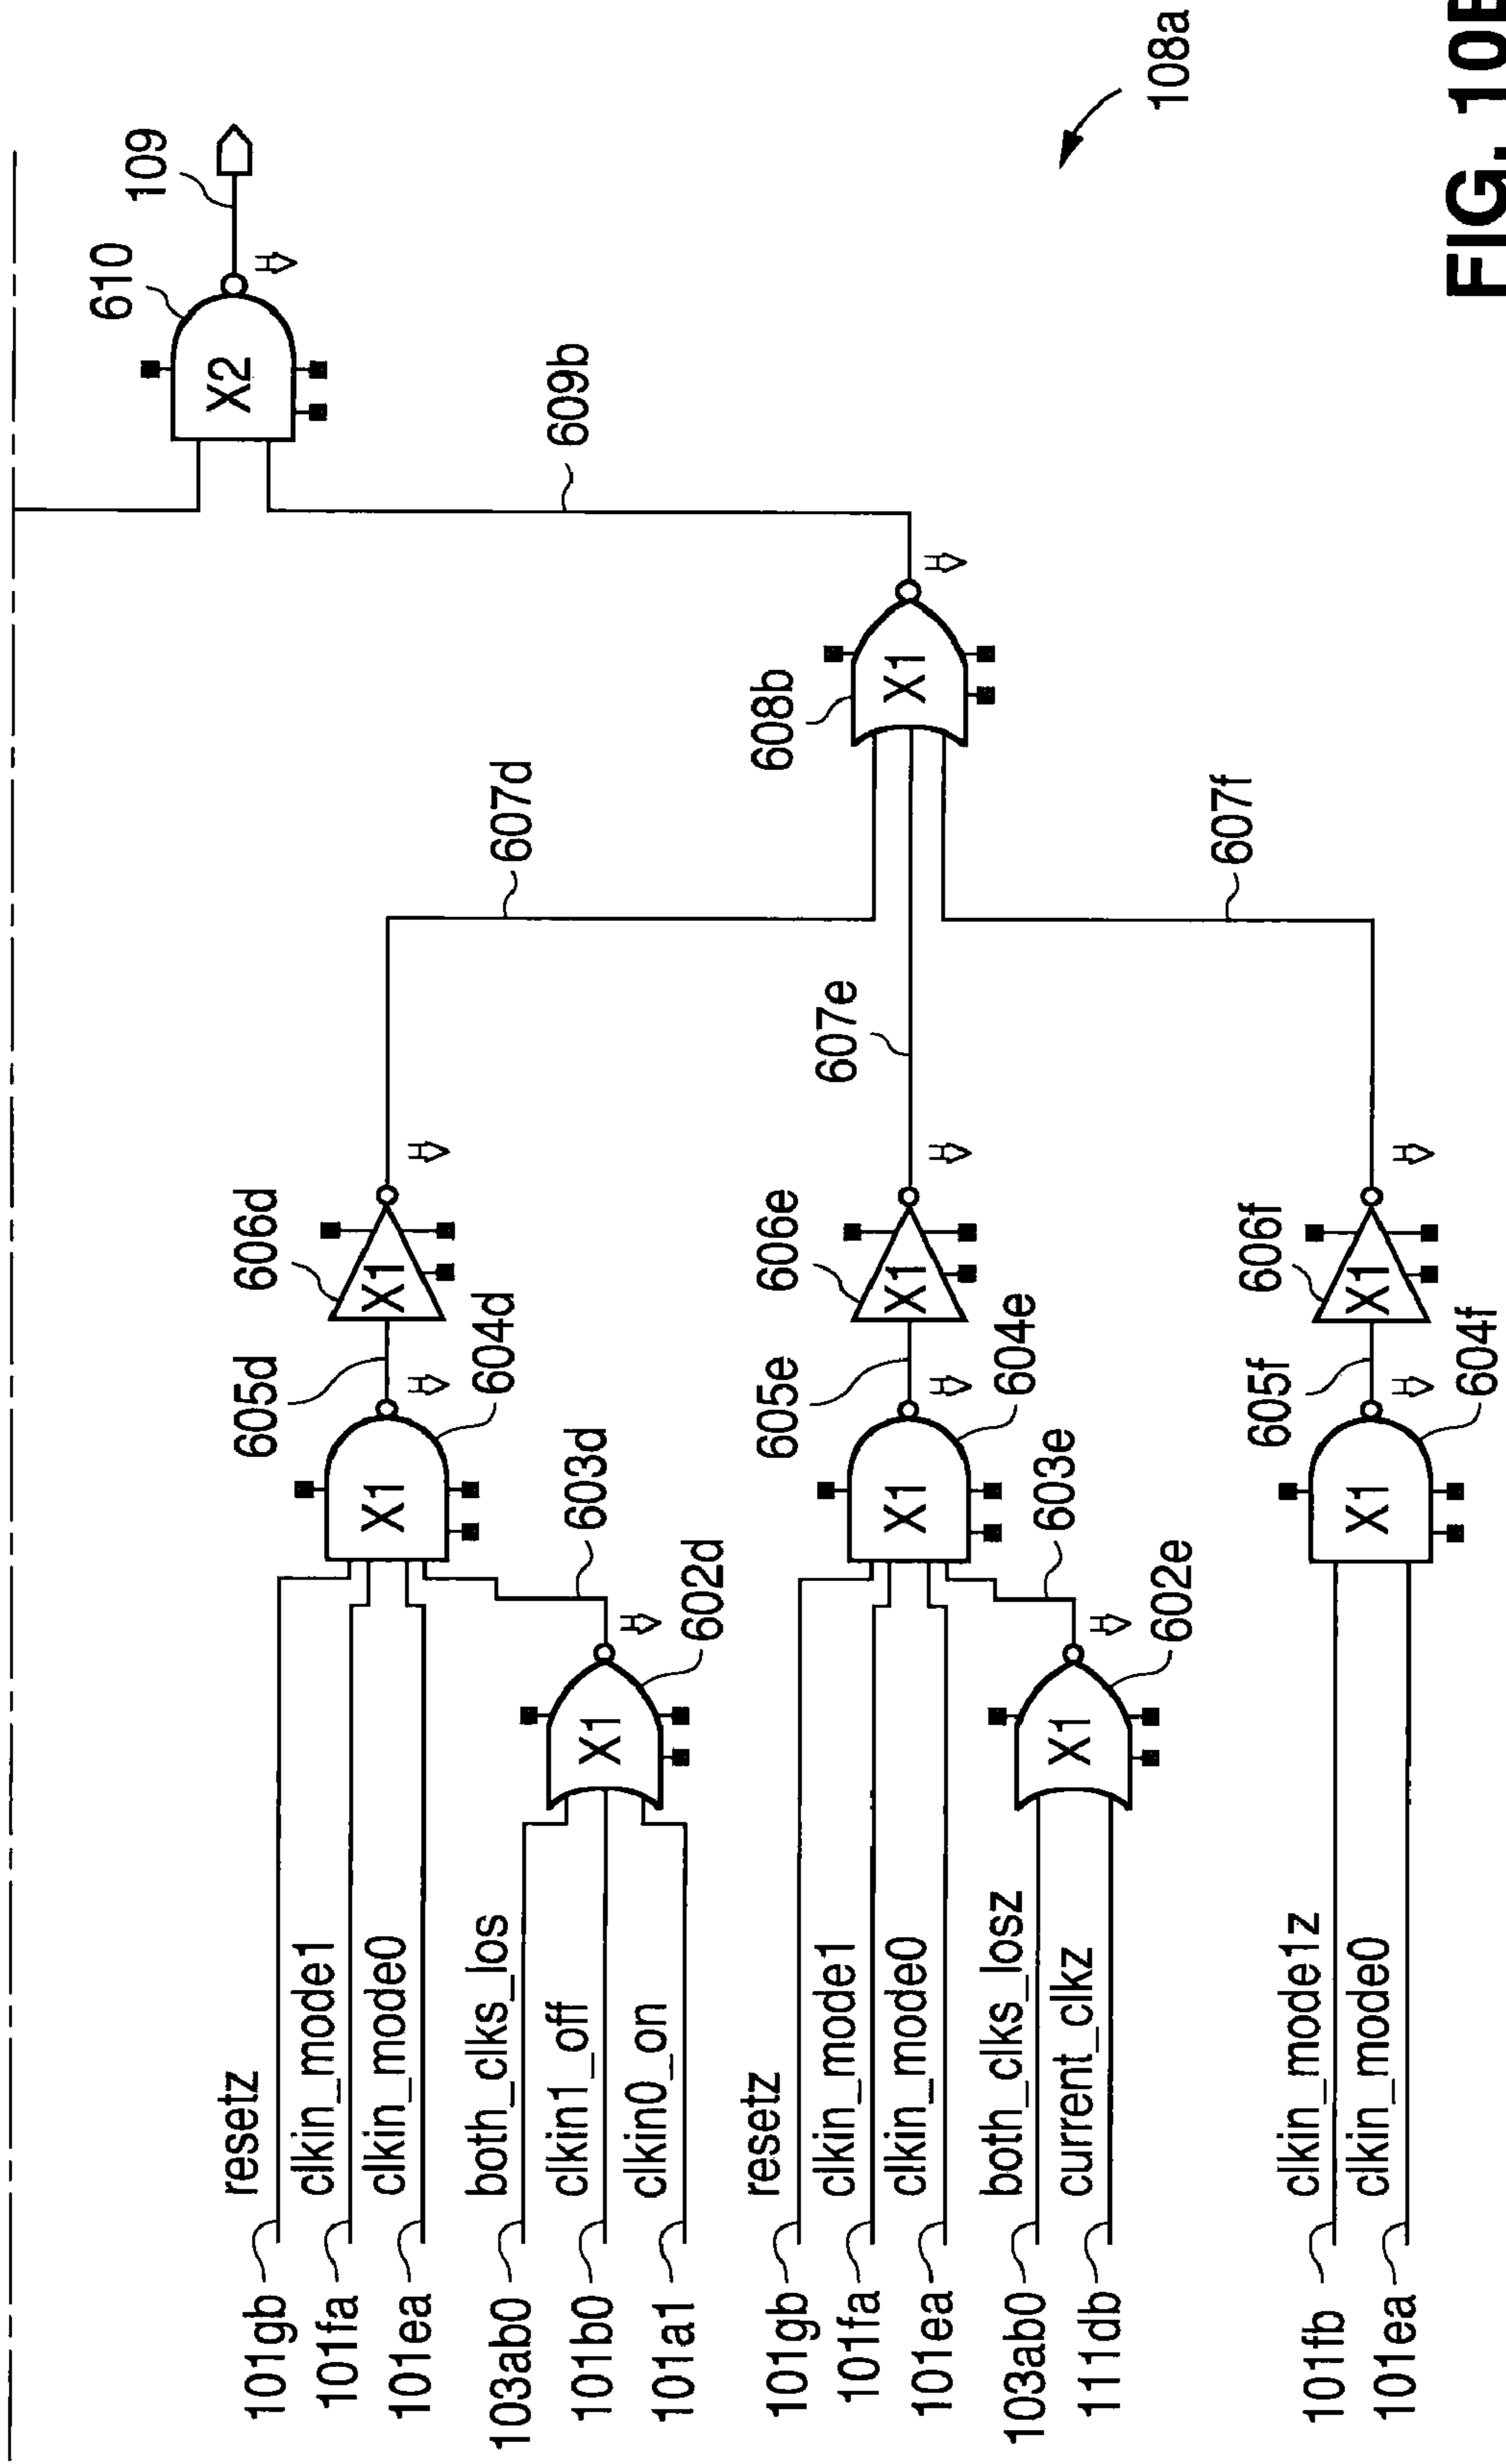 610
109
X2
609b
108a
607d
608b
X1
607e
607f
605d
606d
X1
X1
604d
resetz
101gb
clkin_mode1
101fa
clkin_mode0
101ea
603d
both_clks_los
103ab0
clkin1_off
101b0
X1
clkin0_on
101a1
602d
605e
606e
X1
X1
604e
resetz
101gb
clkin_mode1
101fa
clkin_mode0
101ea
603e
both_clks_losz
103ab0
X1
current_clkz
111db
602e
605f
606f
X1
X1
604f
clkin_mode1z
101fb
clkin_mode0
101ea
FIG. 10B